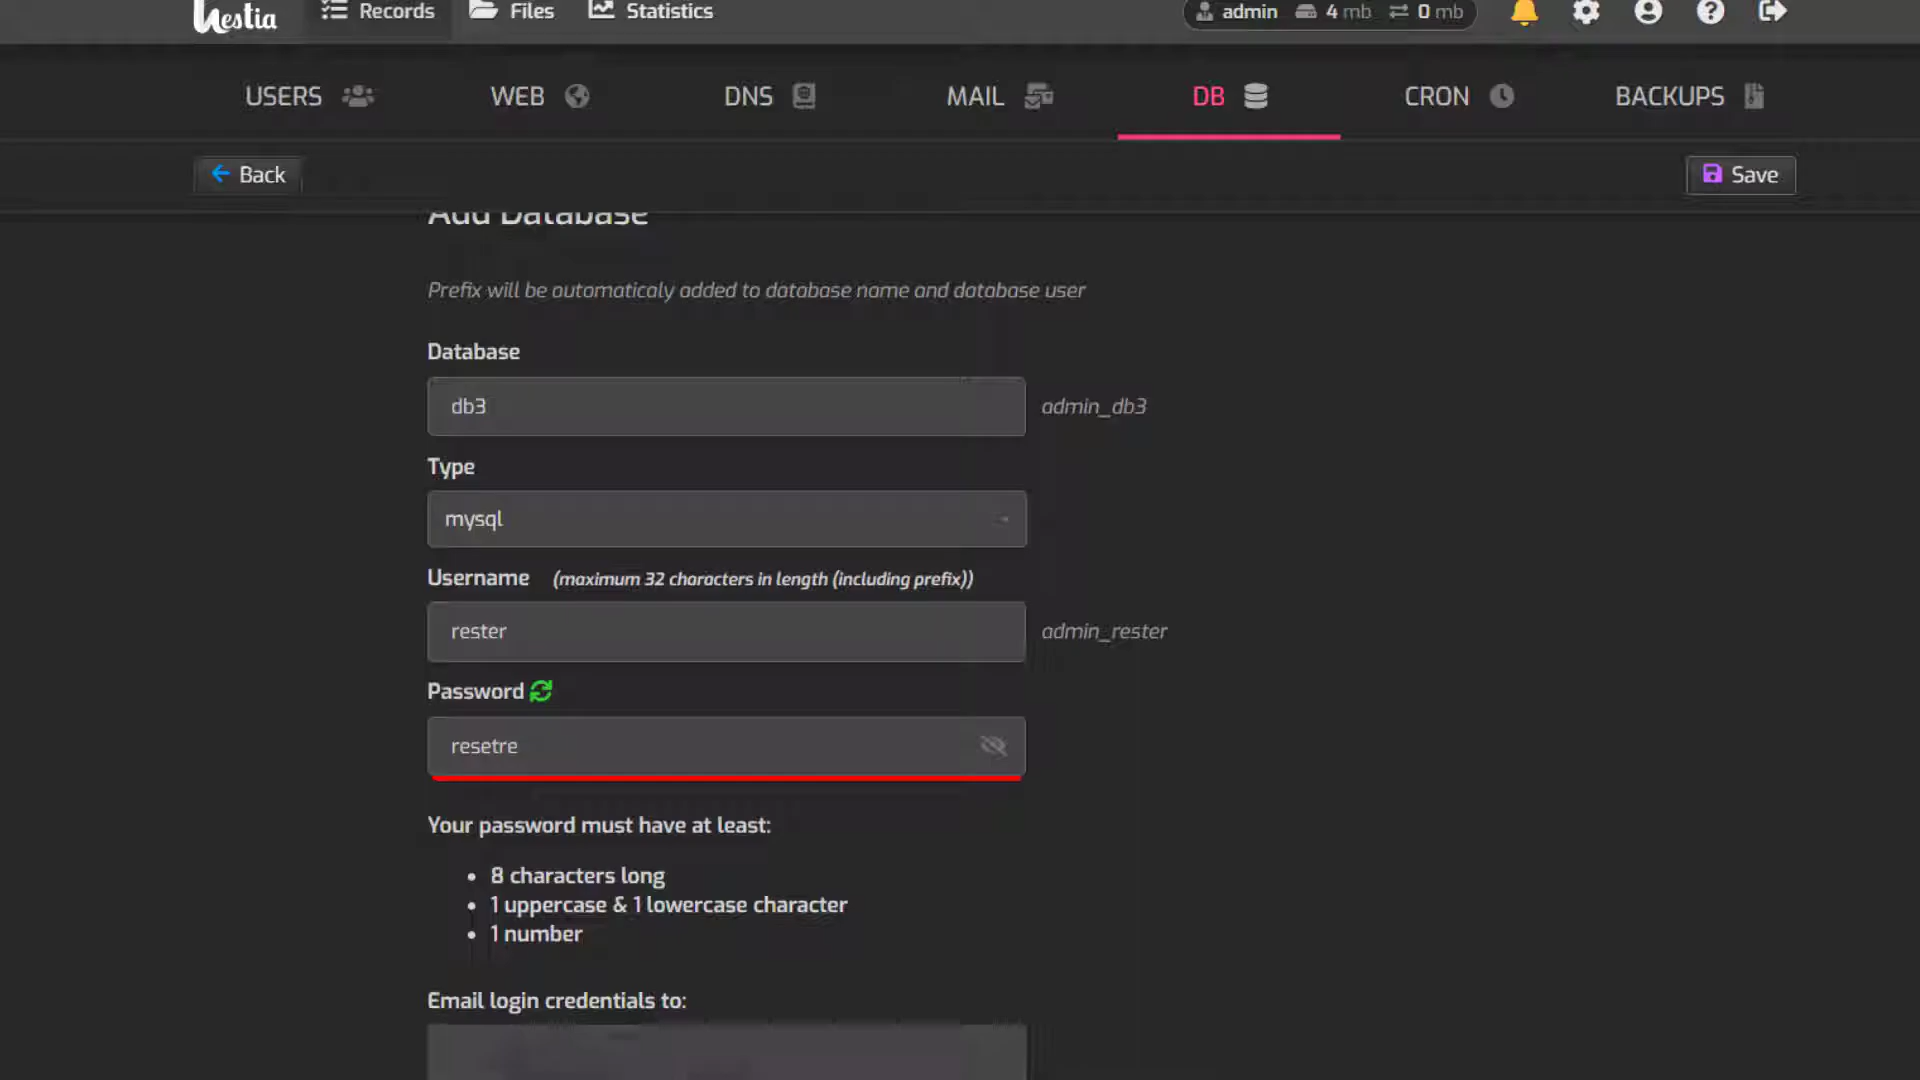 hestia Records Files Statistics admin 4 mb 0 mb
USERS WEB DNS MAIL DB CRON BACKUPS
Back Save
Add Database
Prefix will be automaticaly added to database name and database user
Database
db3 admin_db3
Type
mysql
Username (maximum 32 characters in length (including prefix))
rester admin_rester
Password
resetre
Your password must have at least:
• 8 characters long
• 1 uppercase & 1 lowercase character
• 1 number
Email login credentials to: